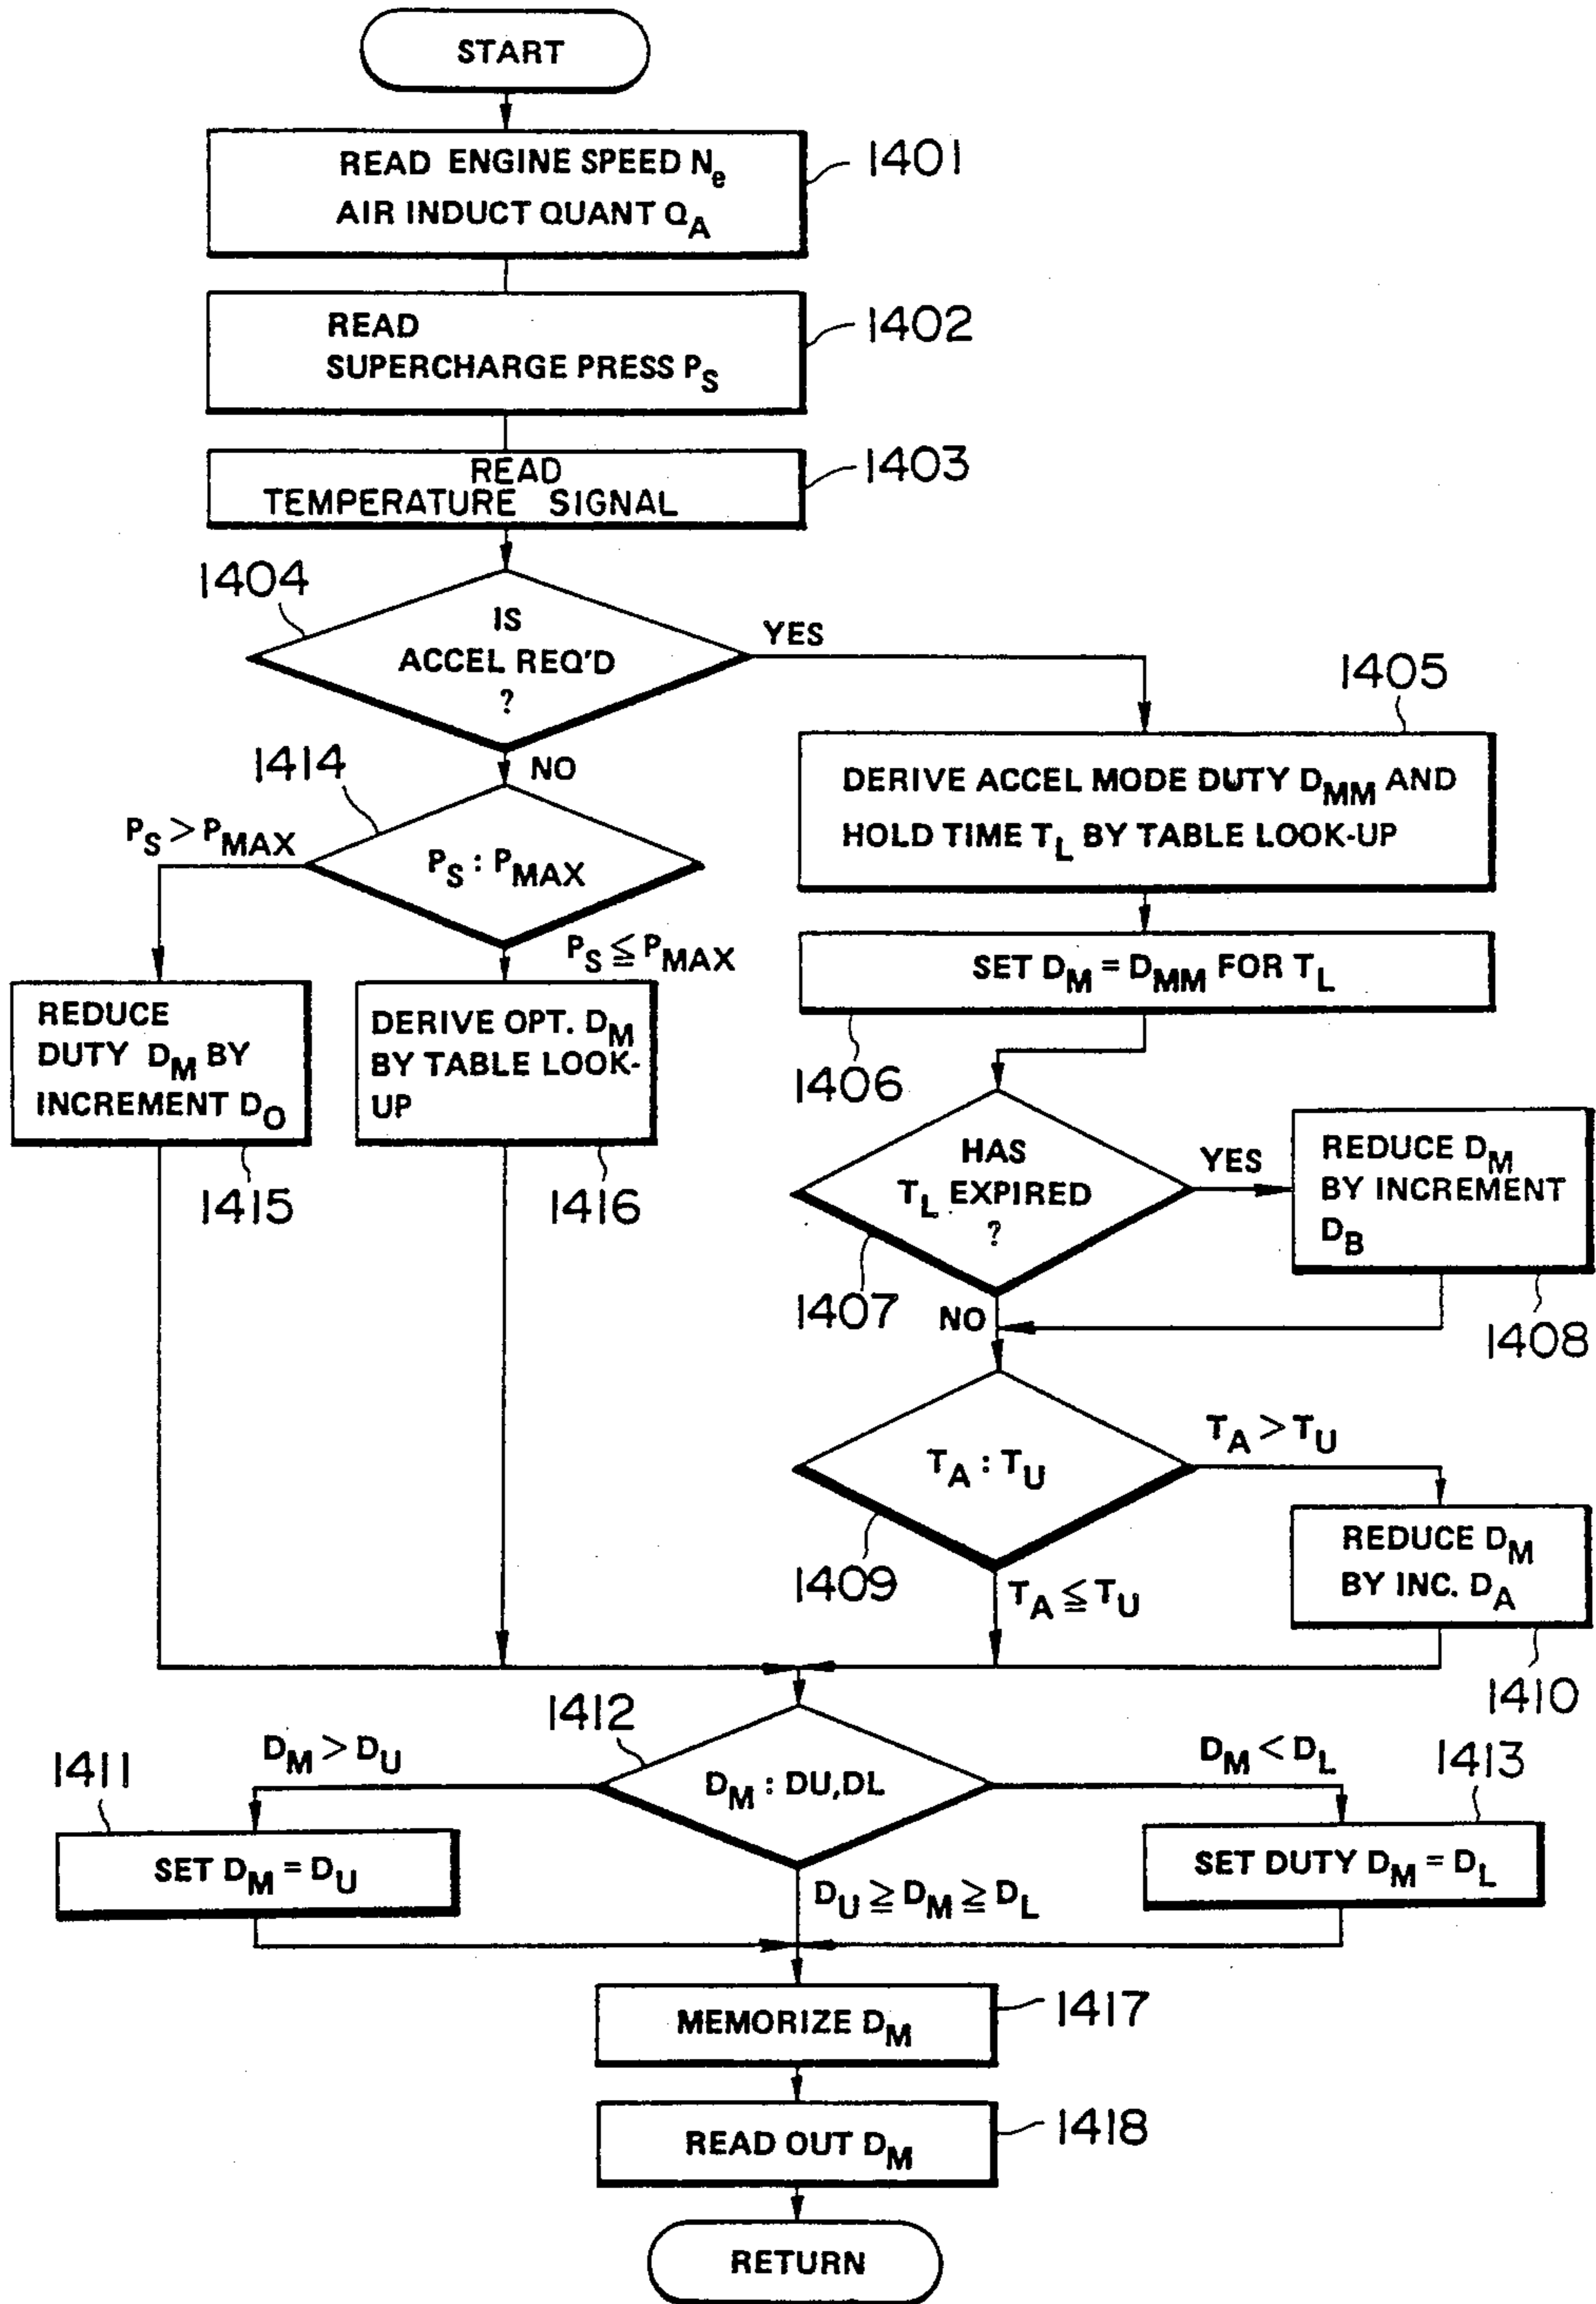 START
READ ENGINE SPEED Ne
AIR INDUCT QUANT QA
1401
READ
SUPERCHARGE PRESS PS
1402
READ
TEMPERATURE SIGNAL
1403
1404
IS
ACCEL REQ'D
?
YES
NO
1405
DERIVE ACCEL MODE DUTY DMM AND
HOLD TIME TL BY TABLE LOOK-UP
1414
PS > PMAX
PS : PMAX
PS ≦ PMAX
SET DM = DMM FOR TL
1406
REDUCE
DUTY DM BY
INCREMENT DO
1415
DERIVE OPT. DM
BY TABLE LOOK-
UP
1416
HAS
TL EXPIRED
?
YES
1407
NO
REDUCE DM
BY INCREMENT
DB
1408
TA : TU
TA > TU
1409
TA ≦ TU
REDUCE DM
BY INC. DA
1410
1412
DM > DU
DM : DU,DL
DM < DL
1411
SET DM = DU
DU ≧ DM ≧ DL
1413
SET DUTY DM = DL
MEMORIZE DM
1417
READ OUT DM
1418
RETURN